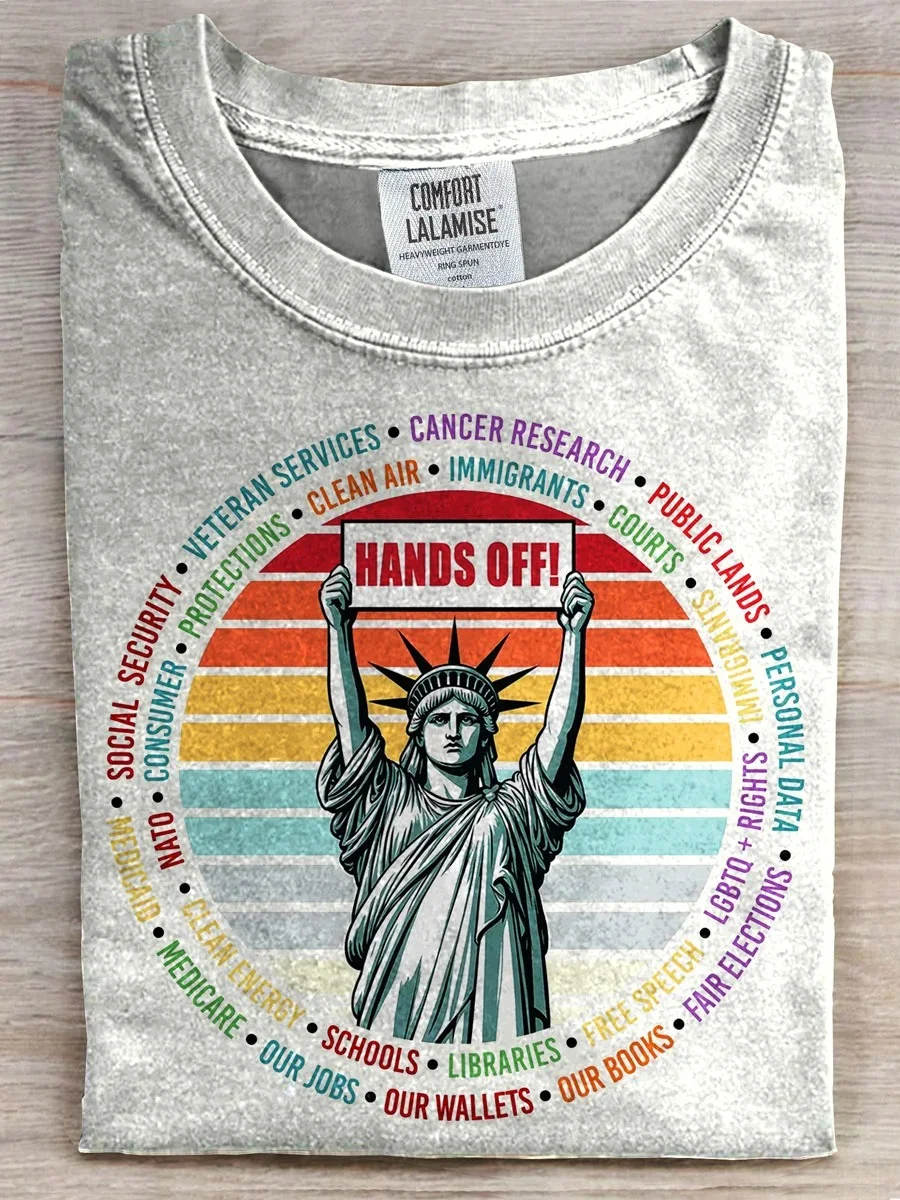 COMFORT
LALAMISE®
HEAVYWEIGHT GARMENTDYE
RING SPUN
cotton
SOCIAL SECURITY • VETERAN SERVICES • CANCER RESEARCH • PUBLIC LANDS • PERSONAL DATA • FAIR ELECTIONS • OUR BOOKS • OUR WALLETS • OUR JOBS • MEDICARE • MEDICAID •
CONSUMER • PROTECTIONS • CLEAN AIR • IMMIGRANTS • COURTS • IMMIGRANTS • LGBTQ + RIGHTS • FREE SPEECH • LIBRARIES • SCHOOLS • CLEAN ENERGY • NATO •
HANDS OFF!